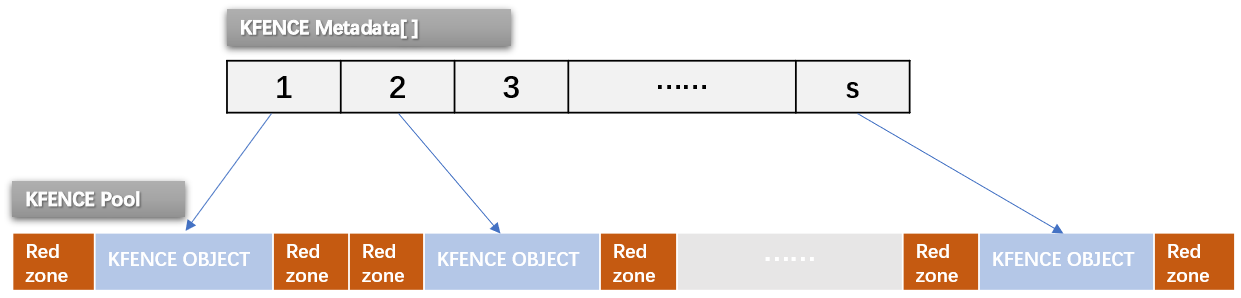 KFENCE Metadata[ ]
1
2
3
······
s
KFENCE Pool
Red
zone
KFENCE OBJECT
Red
zone
Red
zone
KFENCE OBJECT
Red
zone
······
Red
zone
KFENCE OBJECT
Red
zone